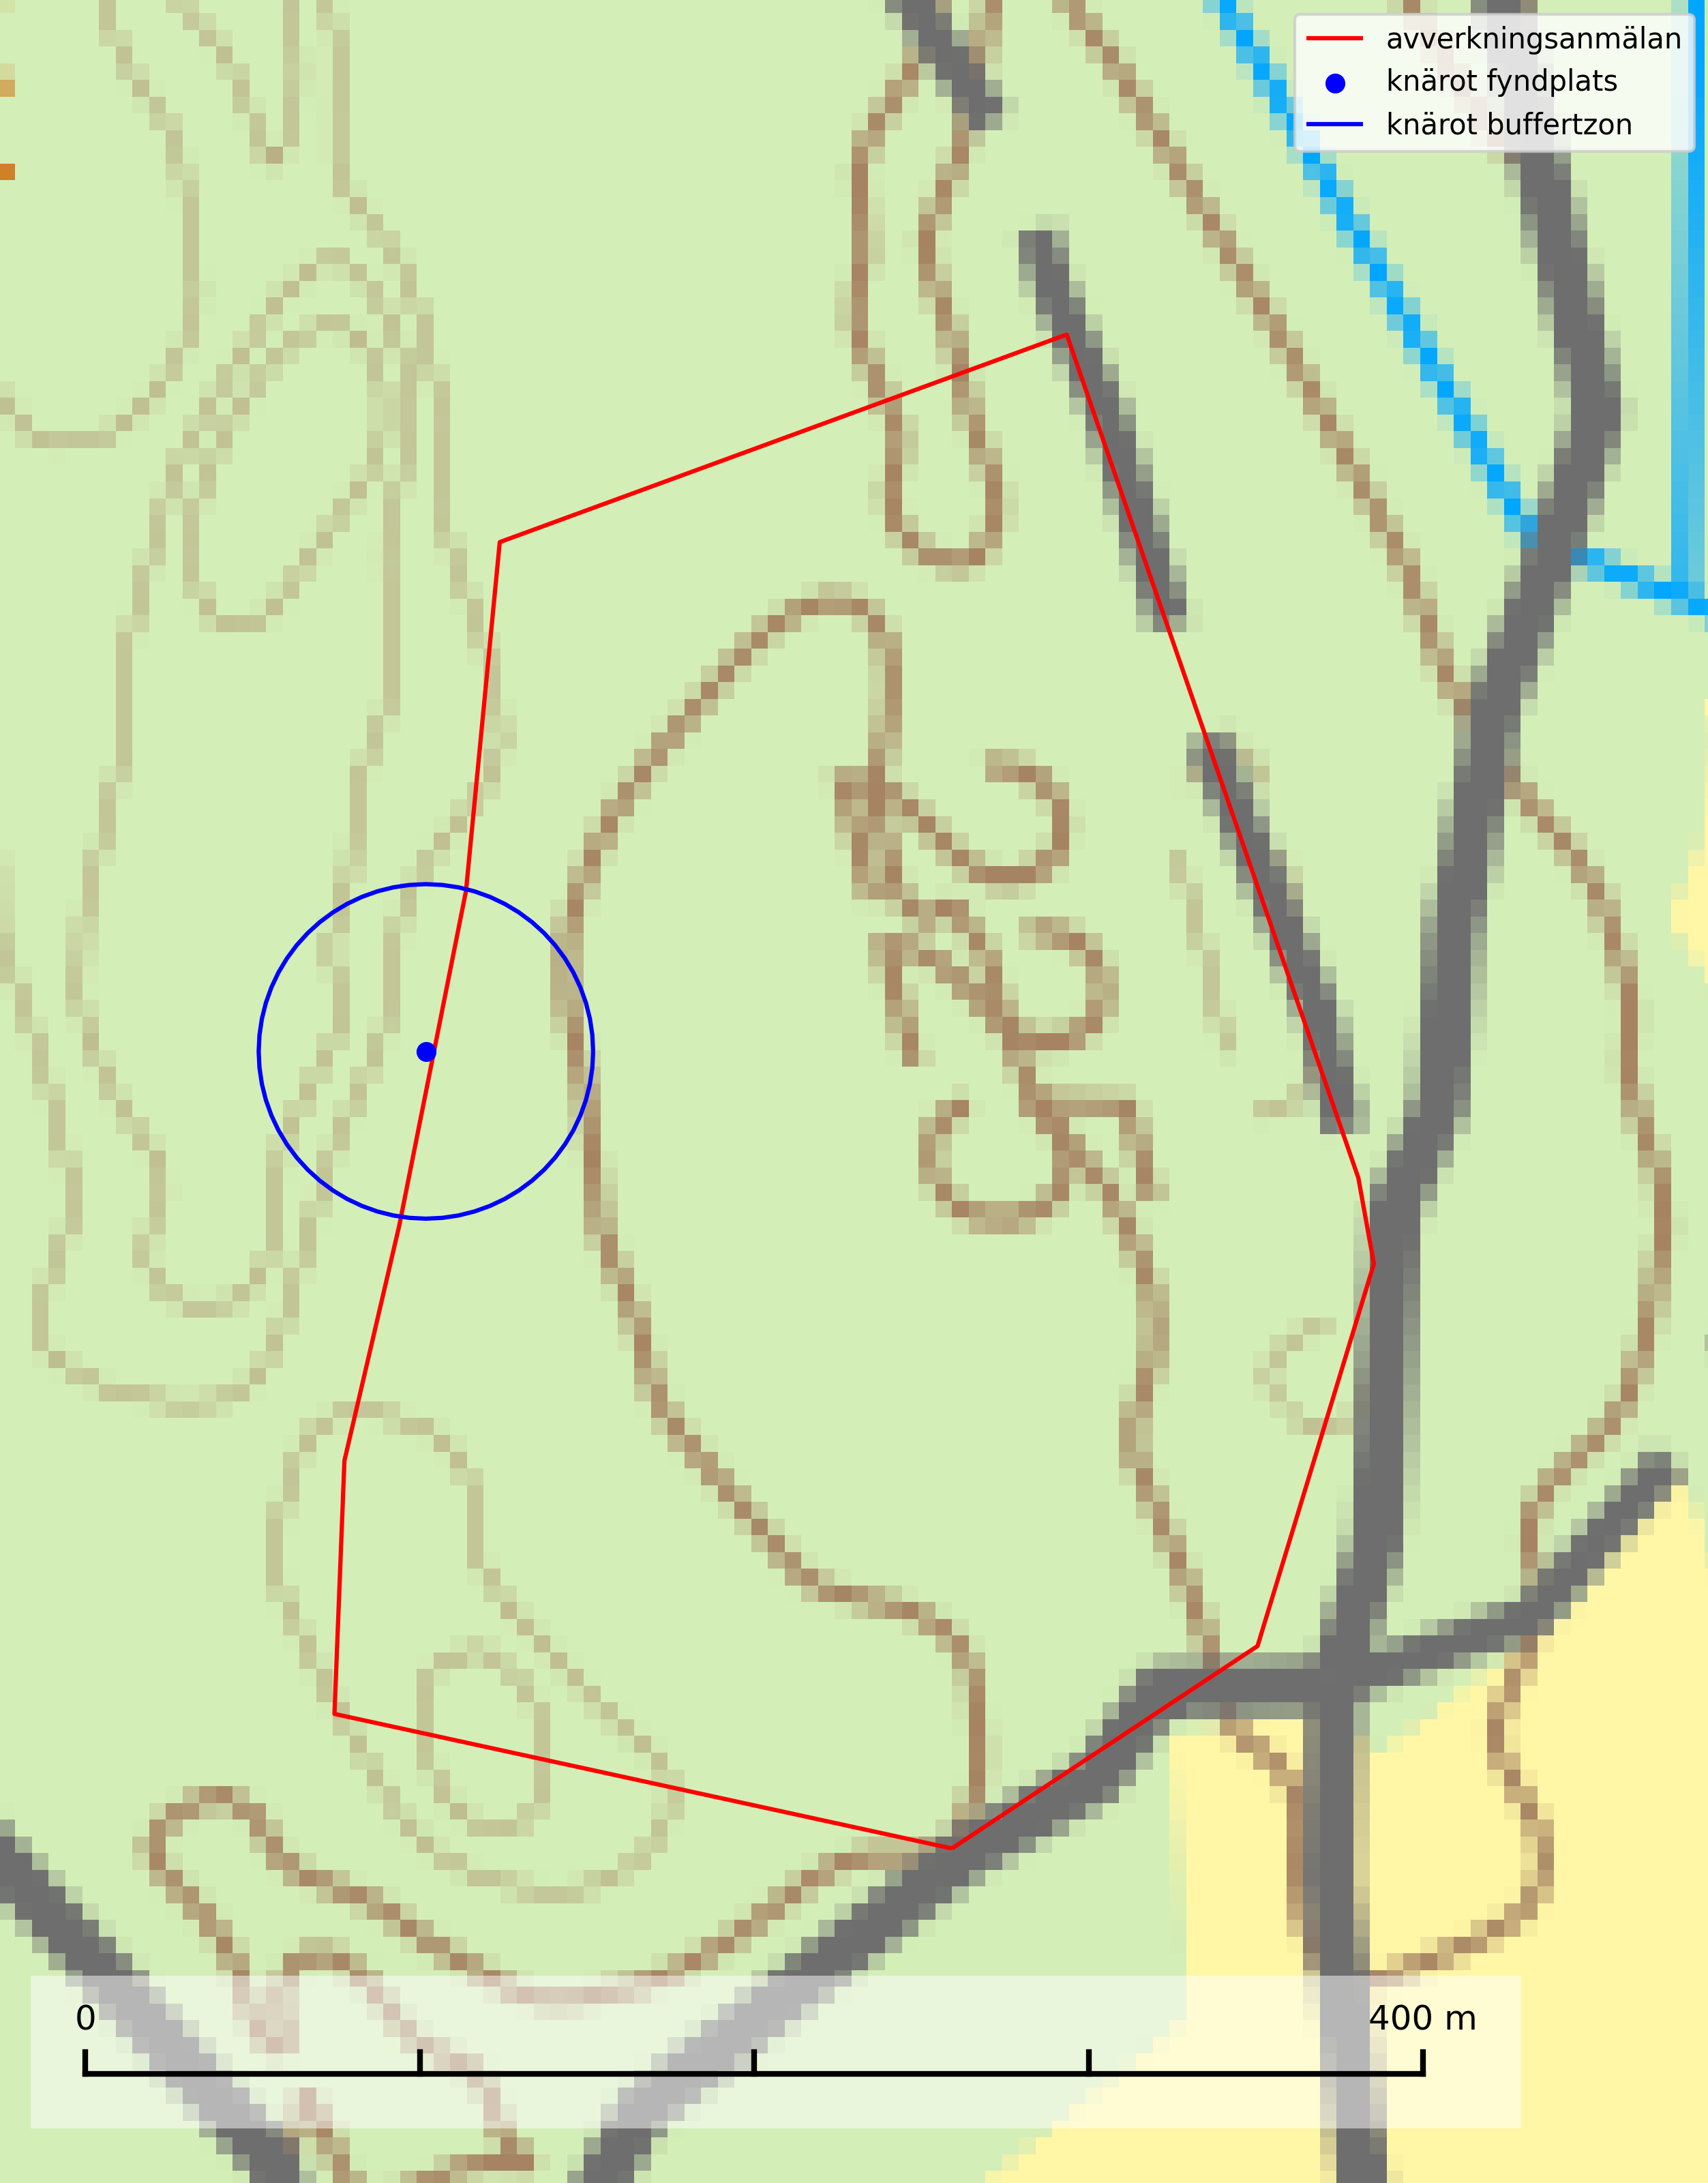 avverkningsanmälan
knärot fyndplats
knärot buffertzon
0 400 m